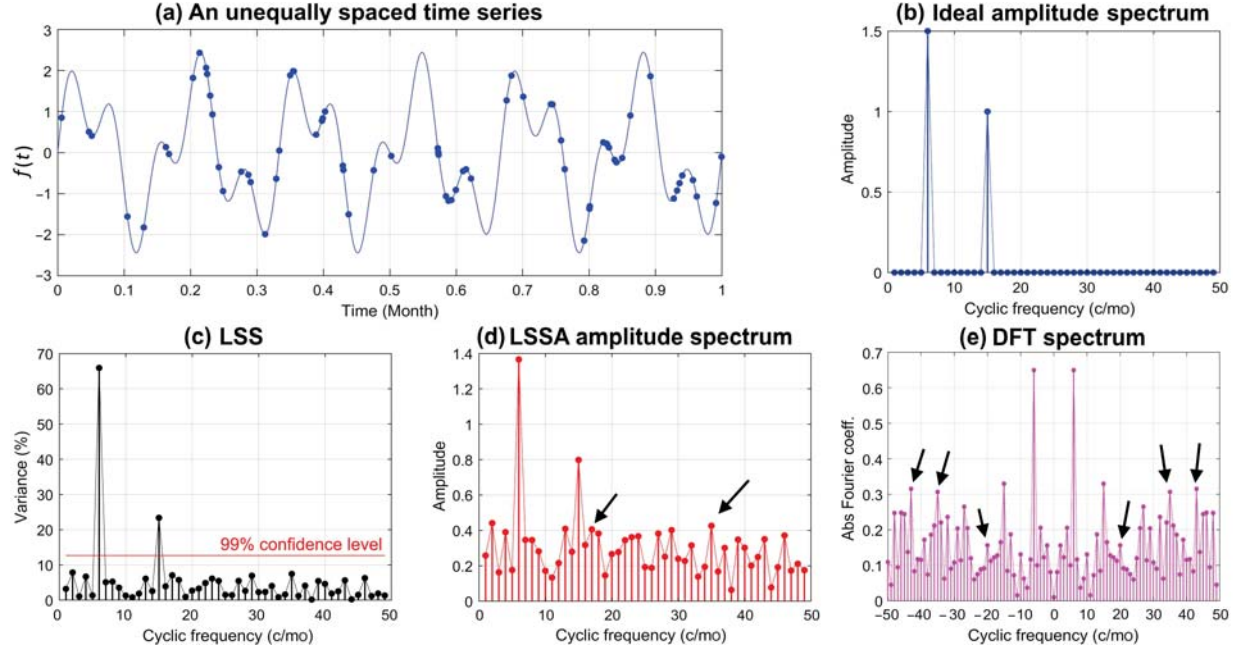 (a) An unequally spaced time series
3
2
1
0
−1
−2
−3
f(t)
0 0.1 0.2 0.3 0.4 0.5 0.6 0.7 0.8 0.9 1
Time (Month)
(b) Ideal amplitude spectrum
1.5
1
0.5
0
Amplitude
0 10 20 30 40 50
Cyclic frequency (c/mo)
(c) LSS
70
60
50
40
30
20
10
0
Variance (%)
99% confidence level
0 10 20 30 40 50
Cyclic frequency (c/mo)
(d) LSSA amplitude spectrum
1.4
1.2
1
0.8
0.6
0.4
0.2
0
Amplitude
0 10 20 30 40 50
Cyclic frequency (c/mo)
(e) DFT spectrum
0.7
0.6
0.5
0.4
0.3
0.2
0.1
0
Abs Fourier coeff.
−50 −40 −30 −20 −10 0 10 20 30 40 50
Cyclic frequency (c/mo)